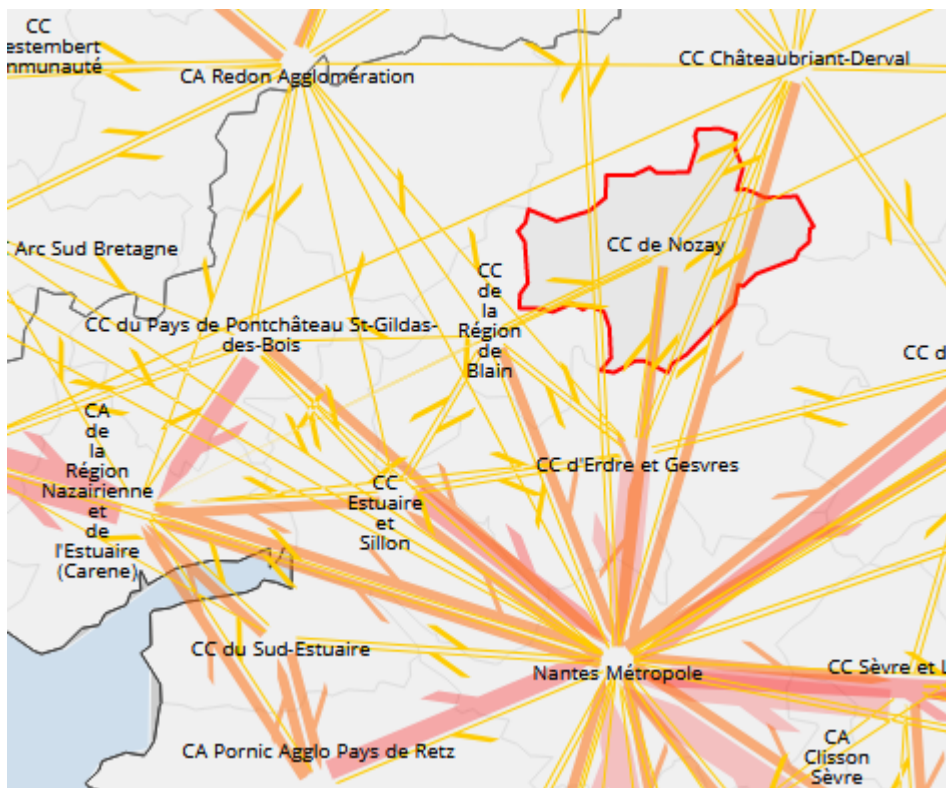 CC
estembert
mmunauté
CA Redon Agglomération
CC Châteaubriant-Derval
Arc Sud Bretagne
CC de Nozay
CC
de
la
Région
de
Blain
CC du Pays de Pontchâteau St-Gildas-
des-Bois
CC d
CA
de
la
Région
Nazairienne
et
de
l'Estuaire
(Carene)
CC d'Erdre et Gesvres
CC
Estuaire
et
Sillon
CC du Sud-Estuaire
Nantes Métropole
CC Sèvre et L
CA Pornic Agglo Pays de Retz
CA
Clisson
Sèvre